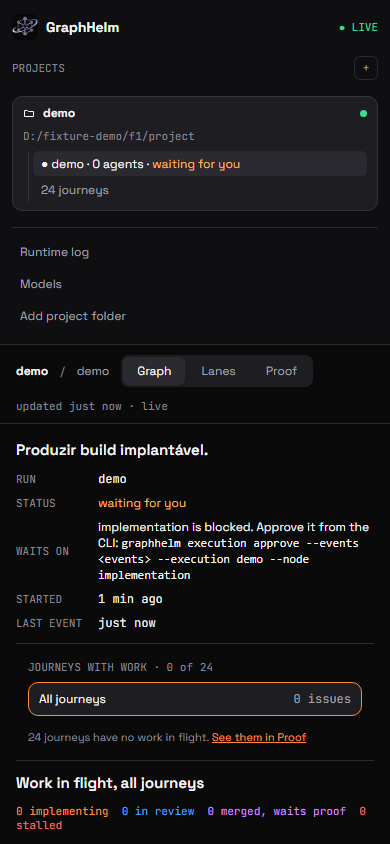 GraphHelm
● LIVE
PROJECTS
+
demo
D:/fixture-demo/f1/project
● demo · 0 agents · waiting for you
24 journeys
Runtime log
Models
Add project folder
demo / demo Graph Lanes Proof
updated just now · live
Produzir build implantável.
RUN demo
STATUS waiting for you
WAITS ON implementation is blocked. Approve it from the
CLI: graphhelm execution approve --events
<events> --execution demo --node
implementation
STARTED 1 min ago
LAST EVENT just now
JOURNEYS WITH WORK · 0 of 24
All journeys 0 issues
24 journeys have no work in flight. See them in Proof
Work in flight, all journeys
0 implementing 0 in review 0 merged, waits proof 0
stalled